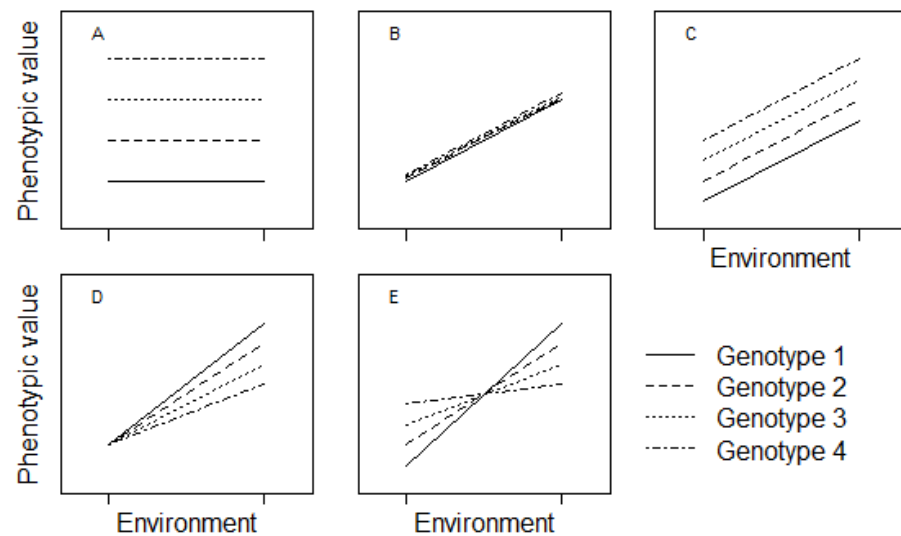 A
B
C
Phenotypic value
Environment
D
E
Phenotypic value
Genotype 1
Genotype 2
Genotype 3
Genotype 4
Environment
Environment